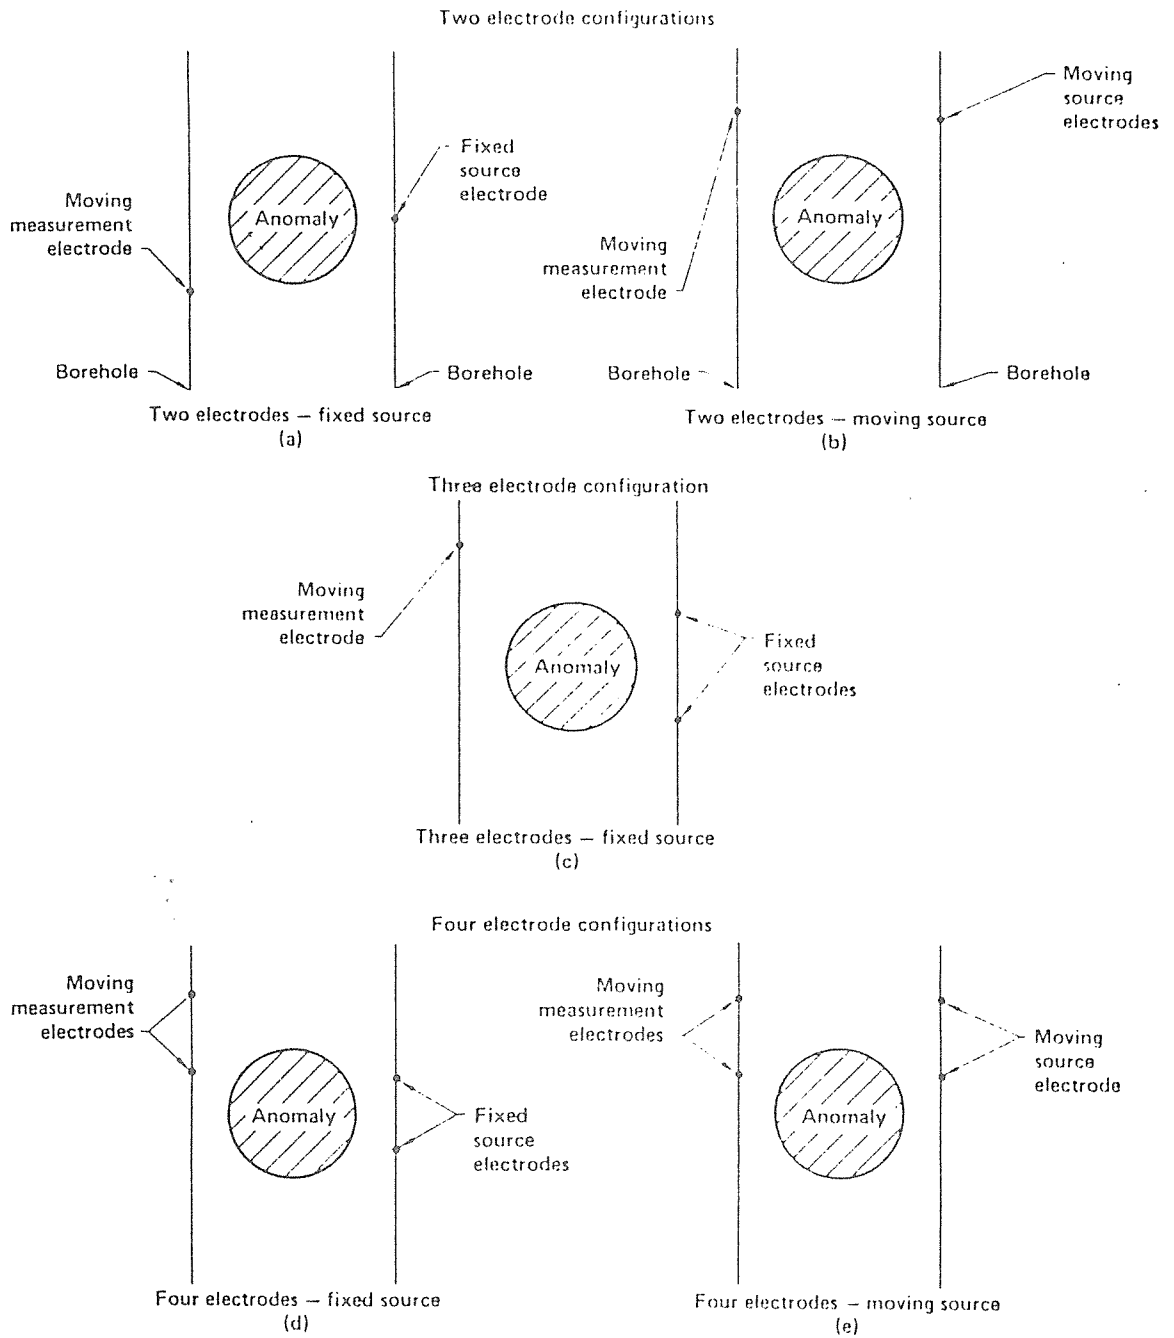 Two electrode configurations
Moving
measurement
electrode
Anomaly
Fixed
source
electrode
Borehole
Borehole
Two electrodes — fixed source
(a)
Moving
source
electrodes
Anomaly
Moving
measurement
electrode
Borehole
Borehole
Two electrodes — moving source
(b)
Three electrode configuration
Moving
measurement
electrode
Anomaly
Fixed
source
electrodes
Three electrodes — fixed source
(c)
Four electrode configurations
Moving
measurement
electrodes
Anomaly
Fixed
source
electrodes
Four electrodes — fixed source
(d)
Moving
measurement
electrodes
Anomaly
Moving
source
electrode
Four electrodes — moving source
(e)